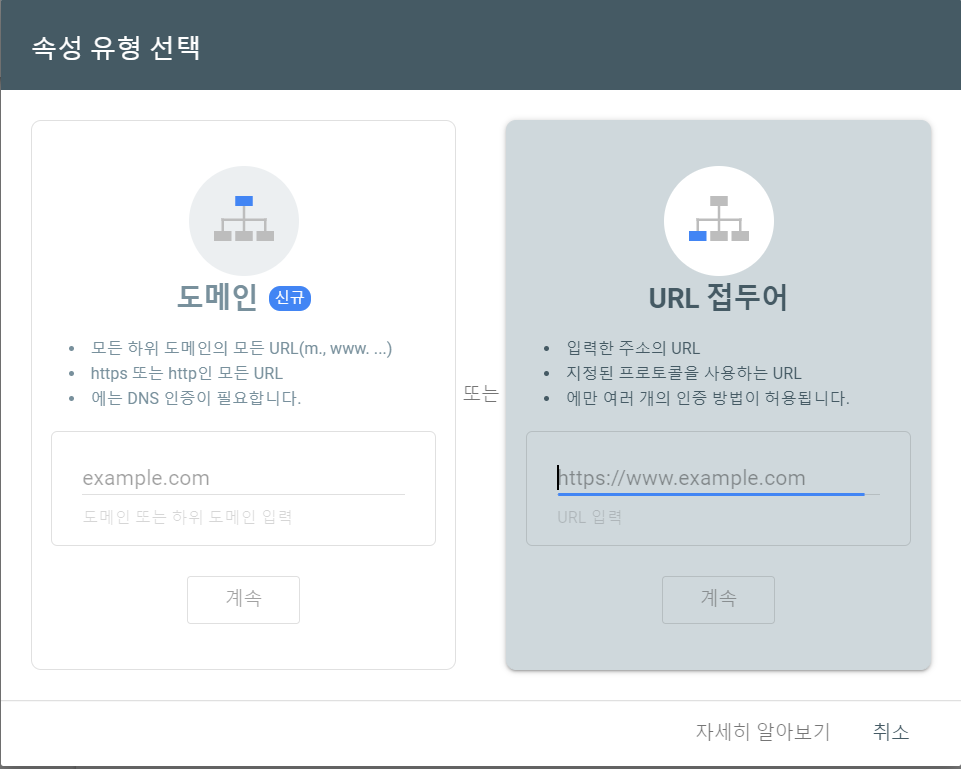 속성 유형 선택
도메인 신규
• 모든 하위 도메인의 모든 URL(m., www. ...)
• https 또는 http인 모든 URL
• 에는 DNS 인증이 필요합니다.
example.com
도메인 또는 하위 도메인 입력
계속
또는
URL 접두어
• 입력한 주소의 URL
• 지정된 프로토콜을 사용하는 URL
• 에만 여러 개의 인증 방법이 허용됩니다.
https://www.example.com
URL 입력
계속
자세히 알아보기 취소